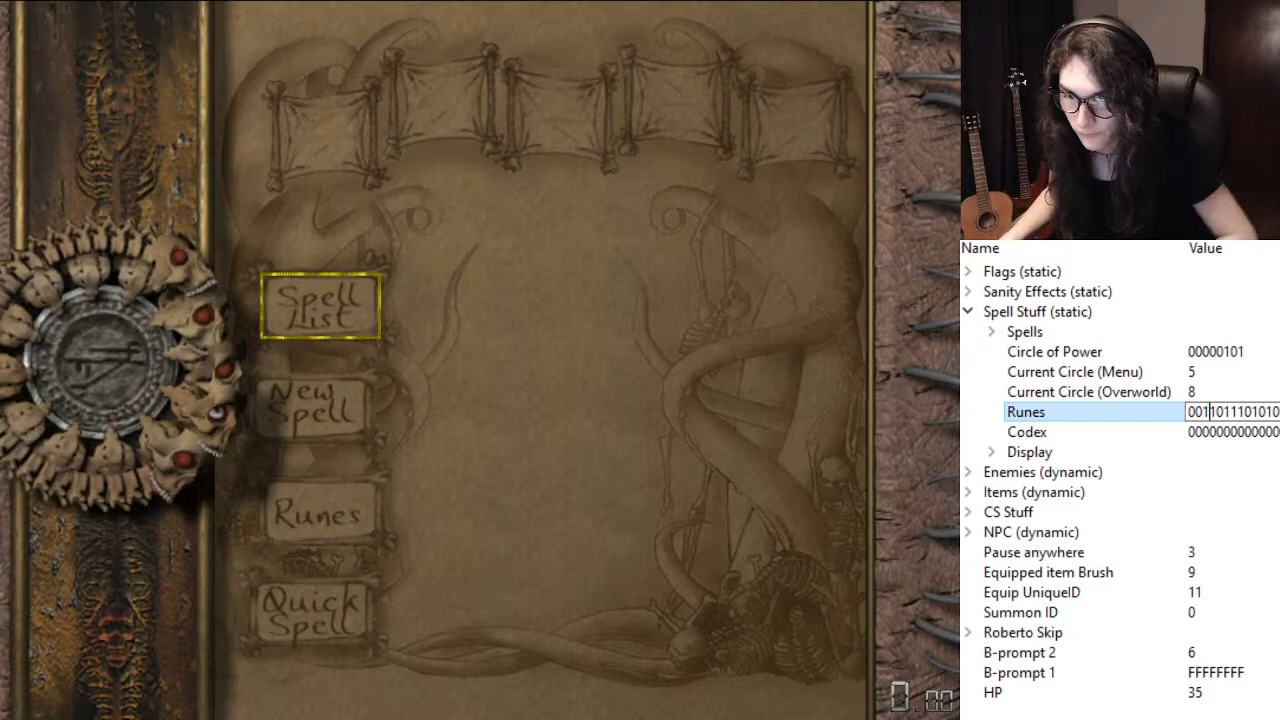 Spell
List
New
Spell
Runes
Quick
Spell
0.00
Name Value
Flags (static)
Sanity Effects (static)
Spell Stuff (static)
Spells
Circle of Power 00000101
Current Circle (Menu) 5
Current Circle (Overworld) 8
Runes 0011011101010
Codex 0000000000000
Display
Enemies (dynamic)
Items (dynamic)
CS Stuff
NPC (dynamic)
Pause anywhere 3
Equipped item Brush 9
Equip UniqueID 11
Summon ID 0
Roberto Skip
B-prompt 2 6
B-prompt 1 FFFFFFFF
HP 35